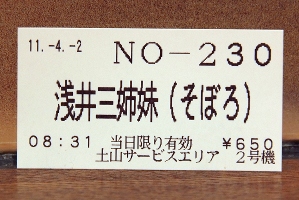 11.-4.-2 NO-230
浅井三姉妹(そぼろ)
08:31 当日限り有効 ¥650
土山サービスエリア 2号機